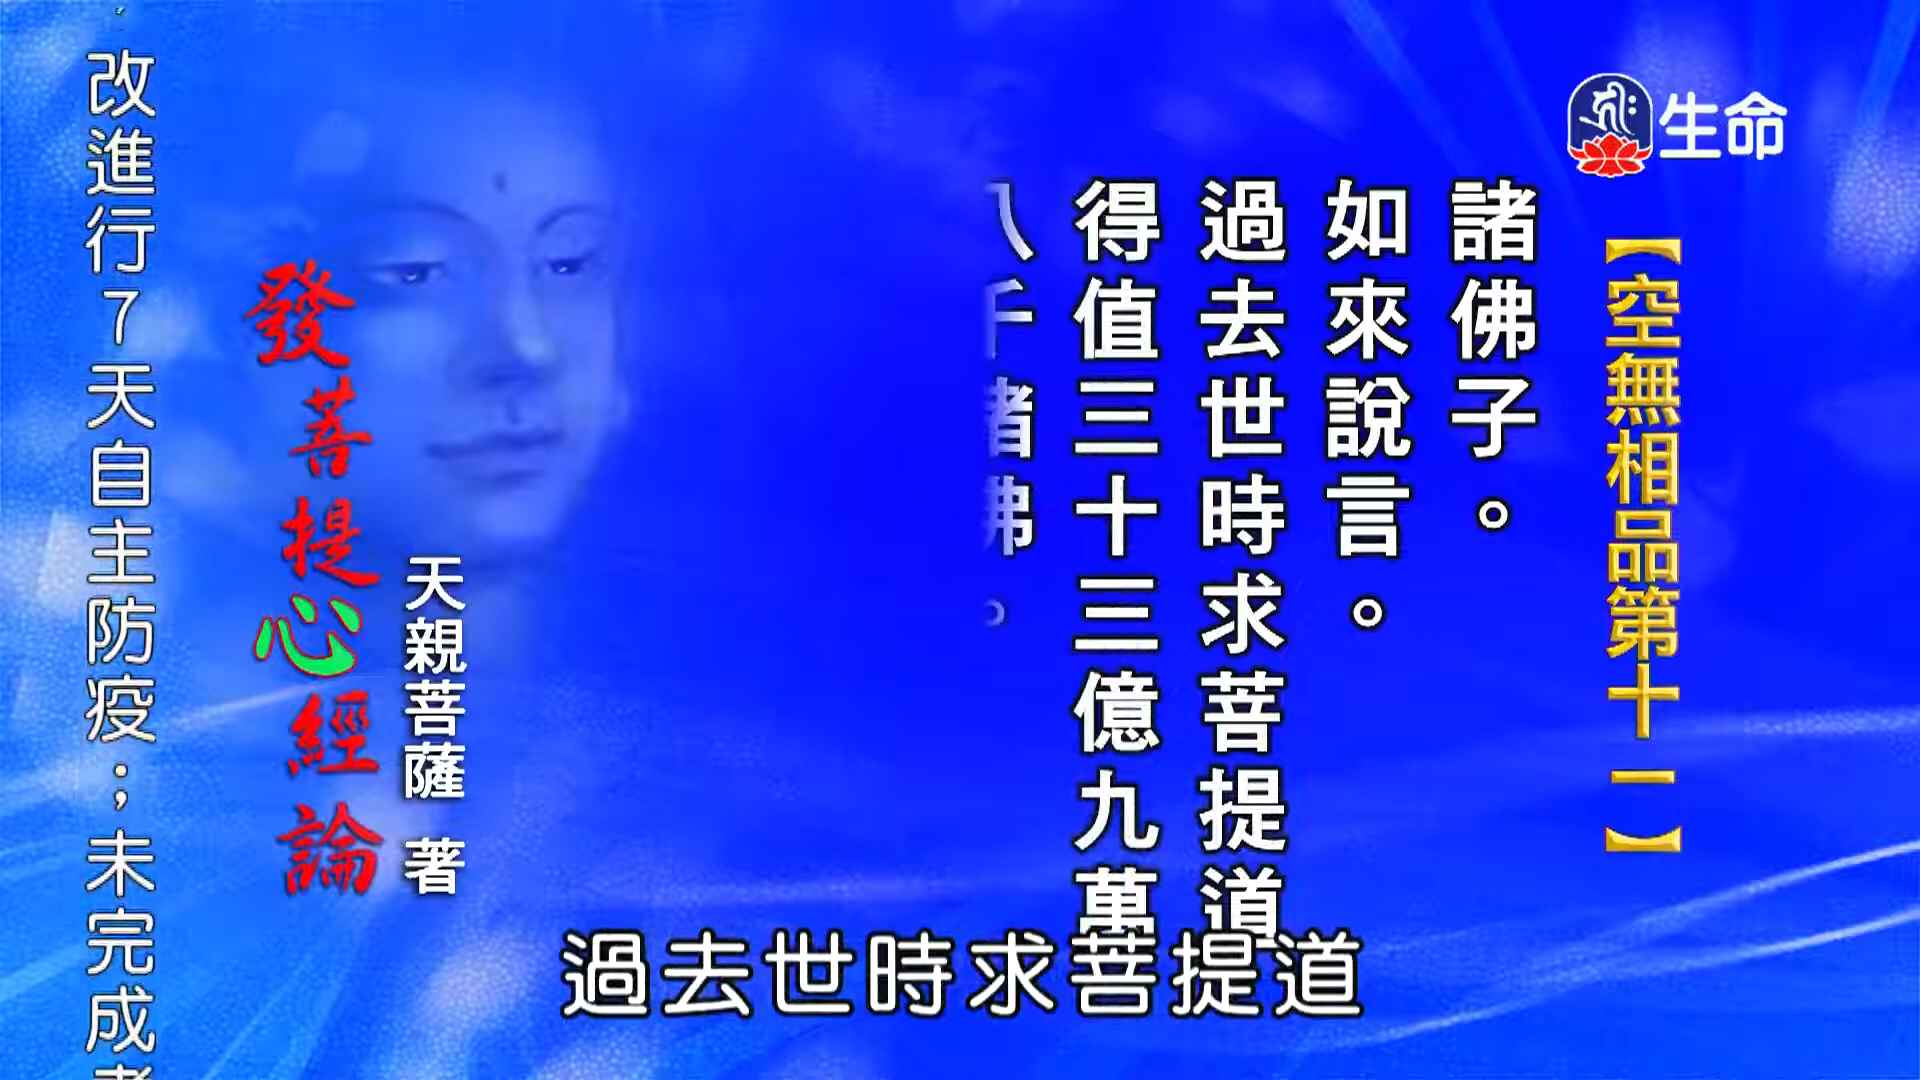 生命
【空無相品第十一】
諸佛子。
如來說言。
過去世時求菩提道
得值三十三億九萬
八千諸佛。
天親菩薩 著
發菩提心經論
改進行7天自主防疫；未完成
過去世時求菩提道